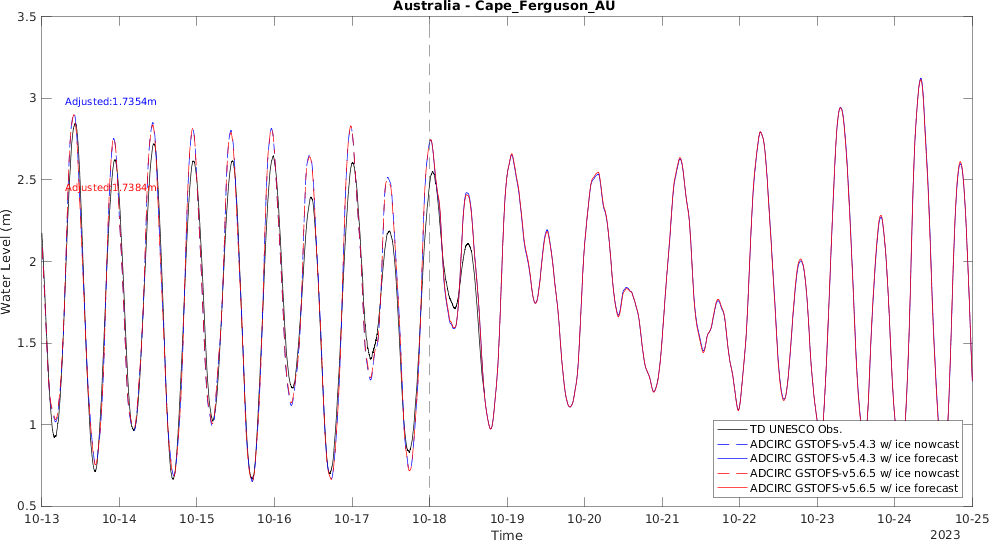 Australia - Cape_Ferguson_AU
3.5
3
2.5
2
1.5
1
0.5
Water Level (m)
Adjusted:1.7354m
Adjusted:1.7384m
TD UNESCO Obs.
ADCIRC GSTOFS-v5.4.3 w/ ice nowcast
ADCIRC GSTOFS-v5.4.3 w/ ice forecast
ADCIRC GSTOFS-v5.6.5 w/ ice nowcast
ADCIRC GSTOFS-v5.6.5 w/ ice forecast
10-13 10-14 10-15 10-16 10-17 10-18 10-19 10-20 10-21 10-22 10-23 10-24 10-25
Time
2023